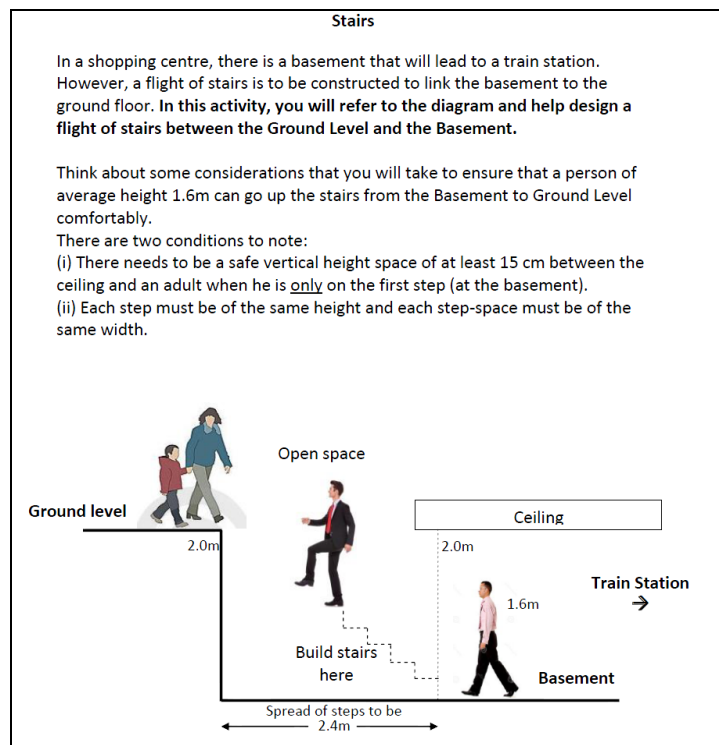 Stairs
In a shopping centre, there is a basement that will lead to a train station.
However, a flight of stairs is to be constructed to link the basement to the
ground floor. In this activity, you will refer to the diagram and help design a
flight of stairs between the Ground Level and the Basement.
Think about some considerations that you will take to ensure that a person of
average height 1.6m can go up the stairs from the Basement to Ground Level
comfortably.
There are two conditions to note:
(i) There needs to be a safe vertical height space of at least 15 cm between the
ceiling and an adult when he is only on the first step (at the basement).
(ii) Each step must be of the same height and each step-space must be of the
same width.
Open space
Ground level
Ceiling
2.0m
2.0m
Train Station
→
1.6m
Build stairs
here
Basement
Spread of steps to be
2.4m